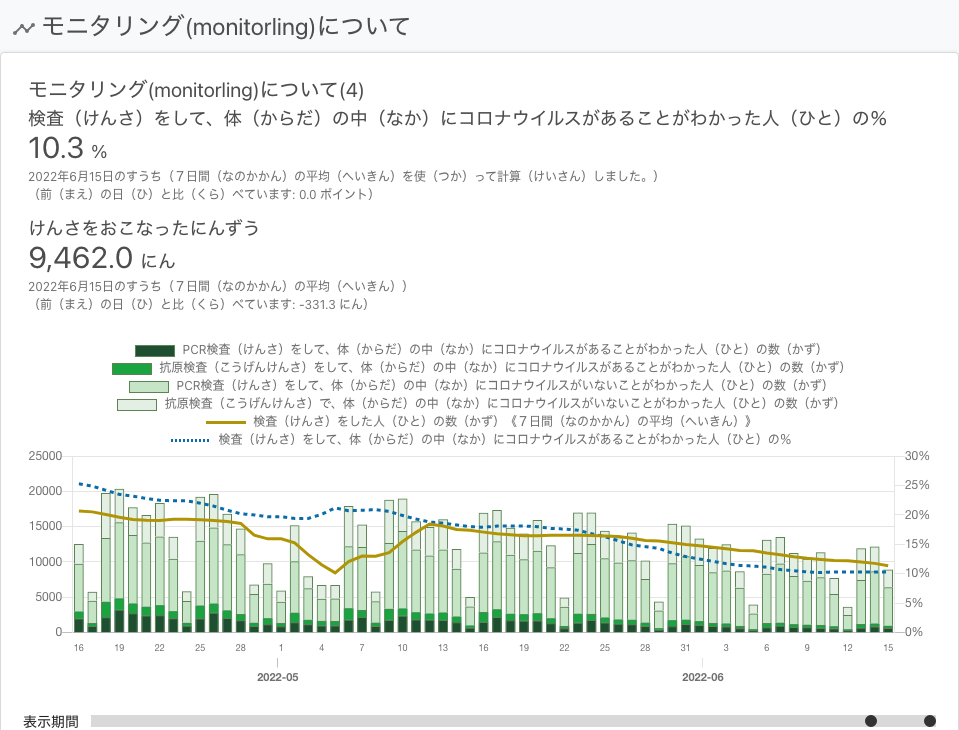 モニタリング(monitorling)について
モニタリング(monitorling)について(4)
検査（けんさ）をして、体（からだ）の中（なか）にコロナウイルスがあることがわかった人（ひと）の％
10.3 ％
2022年6月15日のすうち（７日間（なのかかん）の平均（へいきん）を使（つか）って計算（けいさん）しました。）
（前（まえ）の日（ひ）と比（くら）べています: 0.0 ポイント）
けんさをおこなったにんずう
9,462.0 にん
2022年6月15日のすうち（７日間（なのかかん）の平均（へいきん））
（前（まえ）の日（ひ）と比（くら）べています: -331.3 にん）
PCR検査（けんさ）をして、体（からだ）の中（なか）にコロナウイルスがあることがわかった人（ひと）の数（かず）
抗原検査（こうげんけんさ）をして、体（からだ）の中（なか）にコロナウイルスがあることがわかった人（ひと）の数（かず）
PCR検査（けんさ）をして、体（からだ）の中（なか）にコロナウイルスがいないことがわかった人（ひと）の数（かず）
抗原検査（こうげんけんさ）で、体（からだ）の中（なか）にコロナウイルスがいないことがわかった人（ひと）の数（かず）
検査（けんさ）をした人（ひと）の数（かず）《７日間（なのかかん）の平均（へいきん）》
検査（けんさ）をして、体（からだ）の中（なか）にコロナウイルスがあることがわかった人（ひと）の％
25000 30%
25%
20000
20%
15000 15%
10000 10%
5000 5%
0 0%
16 19 22 25 28 1 4 7 10 13 16 19 22 25 28 31 3 6 9 12 15
2022-05 2022-06
表示期間